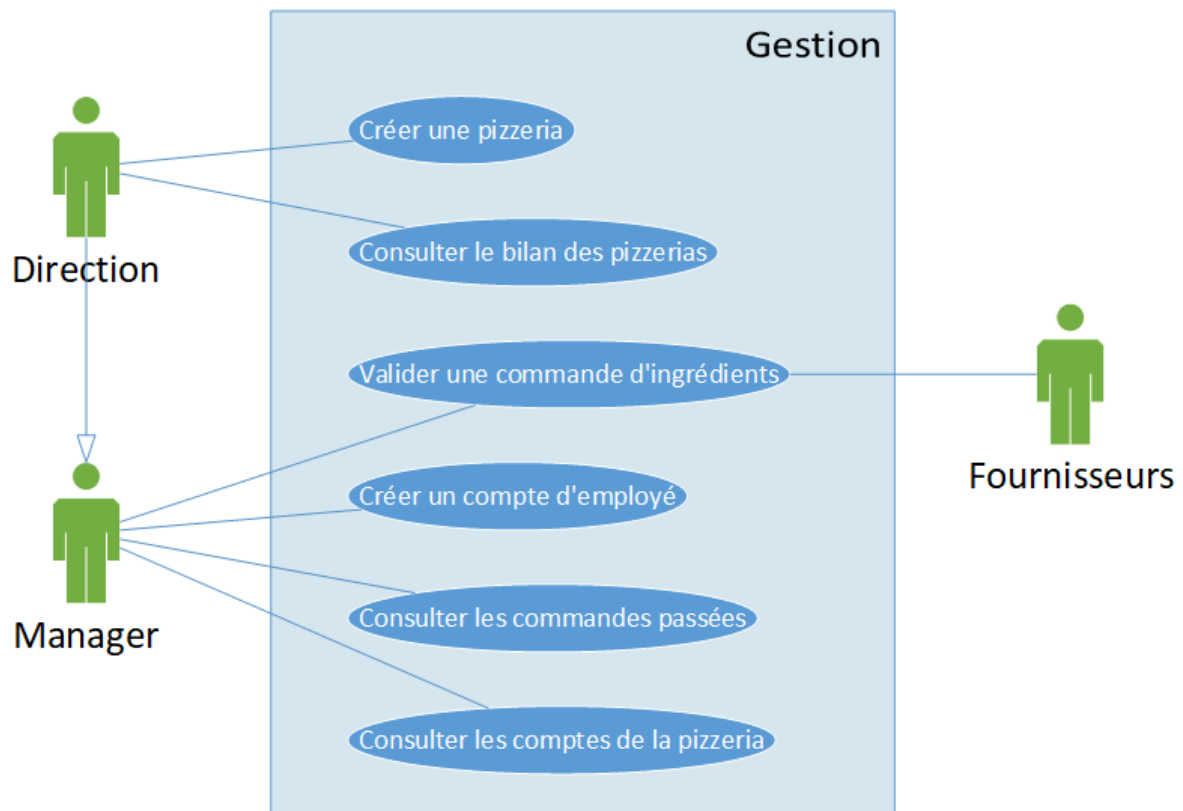 Gestion
Créer une pizzeria
Consulter le bilan des pizzerias
Direction
Valider une commande d'ingrédients
Fournisseurs
Créer un compte d'employé
Consulter les commandes passées
Manager
Consulter les comptes de la pizzeria